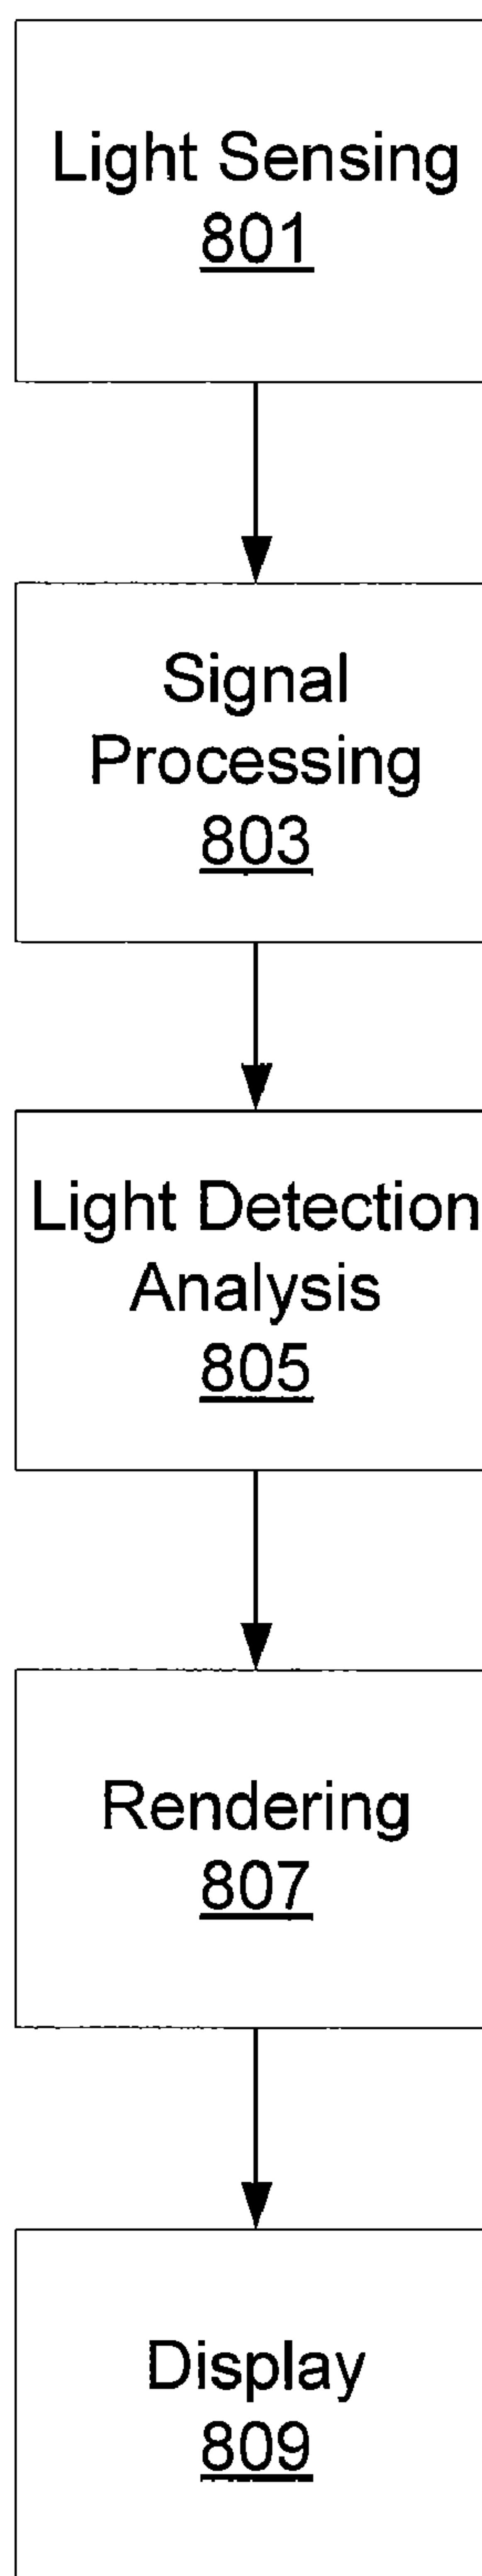 Light Sensing
801
Signal
Processing
803
Light Detection
Analysis
805
Rendering
807
Display
809